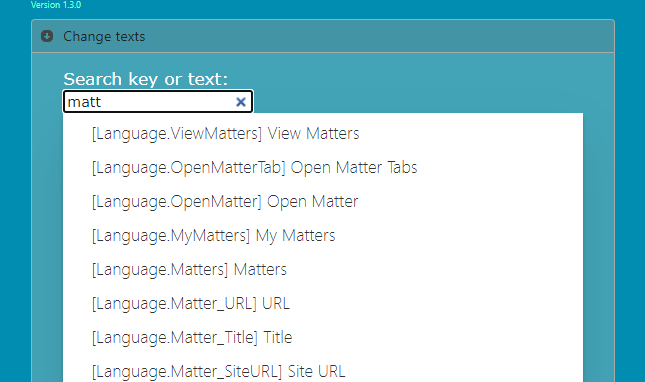 Version 1.3.0
Change texts
Search key or text:
matt
[Language.ViewMatters] View Matters
[Language.OpenMatterTab] Open Matter Tabs
[Language.OpenMatter] Open Matter
[Language.MyMatters] My Matters
[Language.Matters] Matters
[Language.Matter_URL] URL
[Language.Matter_Title] Title
[Language.Matter_SiteURL] Site URL